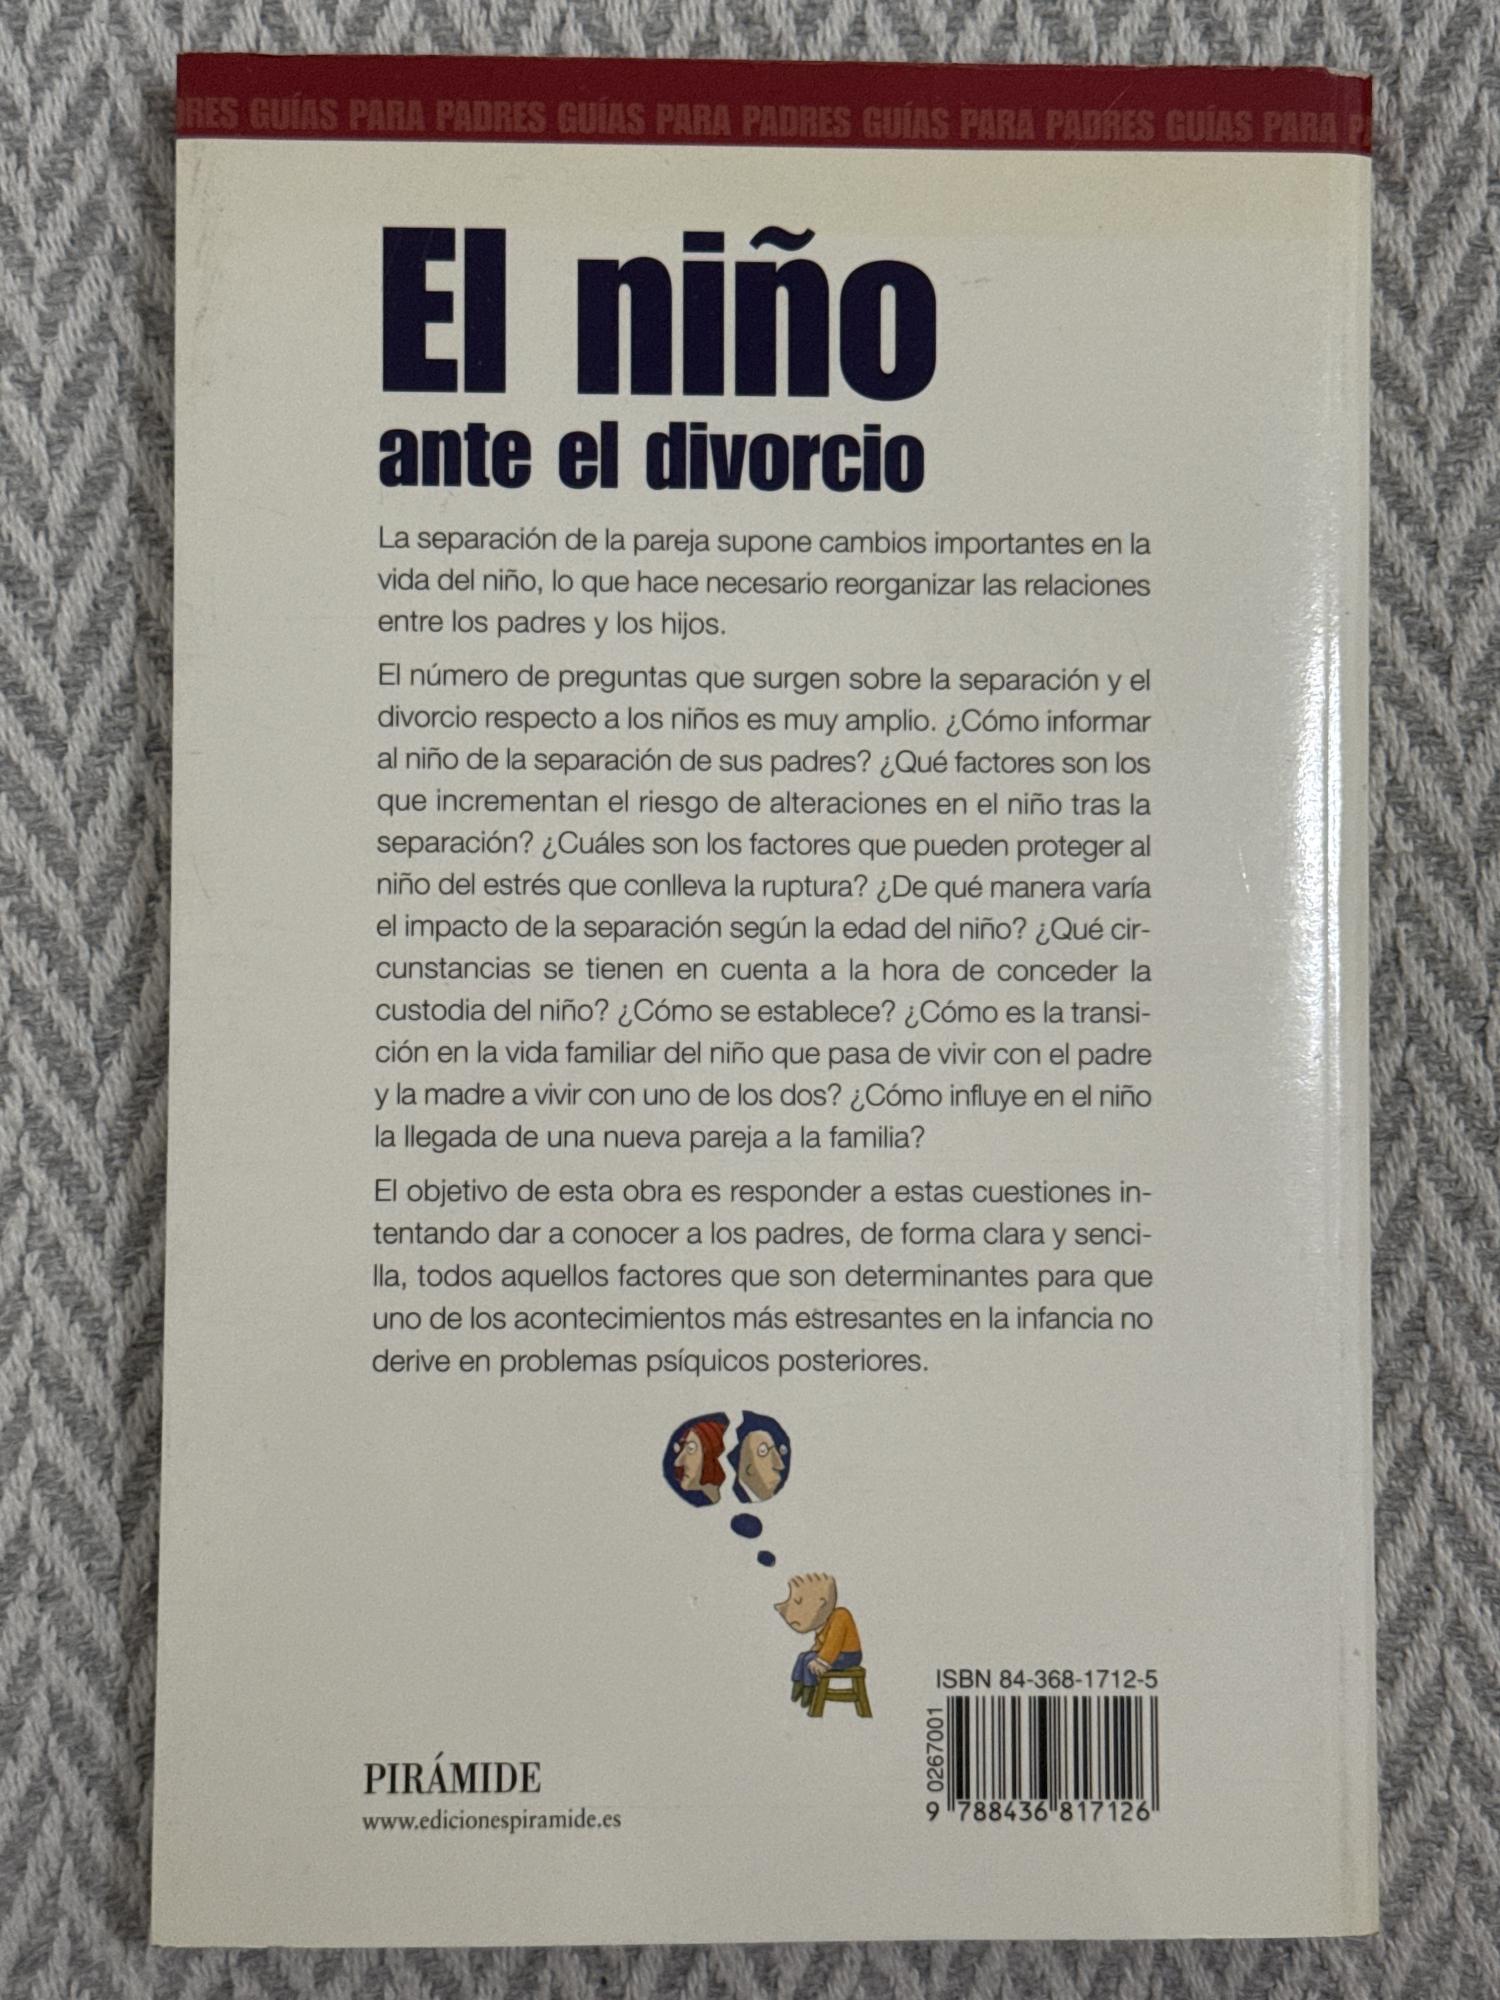 RES GUÍAS PARA PADRES GUÍAS PARA PADRES GUÍAS PARA PADRES GUÍAS PARA P
El niño
ante el divorcio
La separación de la pareja supone cambios importantes en la
vida del niño, lo que hace necesario reorganizar las relaciones
entre los padres y los hijos.
El número de preguntas que surgen sobre la separación y el
divorcio respecto a los niños es muy amplio. ¿Cómo informar
al niño de la separación de sus padres? ¿Qué factores son los
que incrementan el riesgo de alteraciones en el niño tras la
separación? ¿Cuáles son los factores que pueden proteger al
niño del estrés que conlleva la ruptura? ¿De qué manera varía
el impacto de la separación según la edad del niño? ¿Qué cir-
cunstancias se tienen en cuenta a la hora de conceder la
custodia del niño? ¿Cómo se establece? ¿Cómo es la transi-
ción en la vida familiar del niño que pasa de vivir con el padre
y la madre a vivir con uno de los dos? ¿Cómo influye en el niño
la llegada de una nueva pareja a la familia?
El objetivo de esta obra es responder a estas cuestiones in-
tentando dar a conocer a los padres, de forma clara y senci-
lla, todos aquellos factores que son determinantes para que
uno de los acontecimientos más estresantes en la infancia no
derive en problemas psíquicos posteriores.
ISBN 84-368-1712-5
0267001
9 788436 817126
PIRÁMIDE
www.edicionespiramide.es